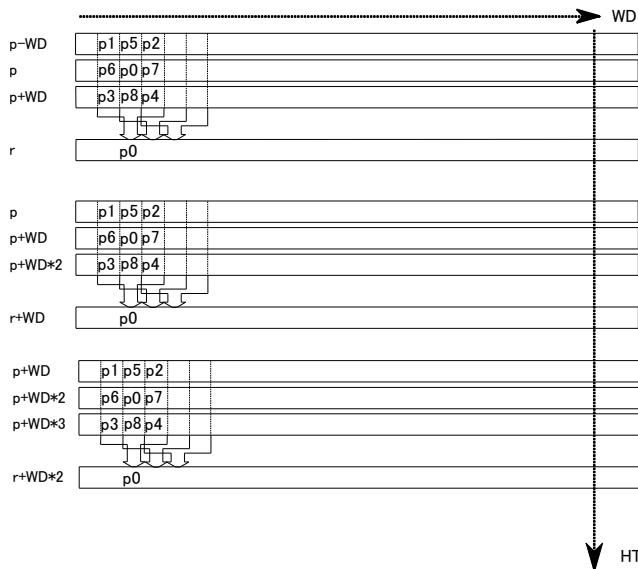 WD
p-WD p1 p5 p2
p p6 p0 p7
p+WD p3 p8 p4
r p0
p p1 p5 p2
p+WD p6 p0 p7
p+WD*2 p3 p8 p4
r+WD p0
p+WD p1 p5 p2
p+WD*2 p6 p0 p7
p+WD*3 p3 p8 p4
r+WD*2 p0
HT